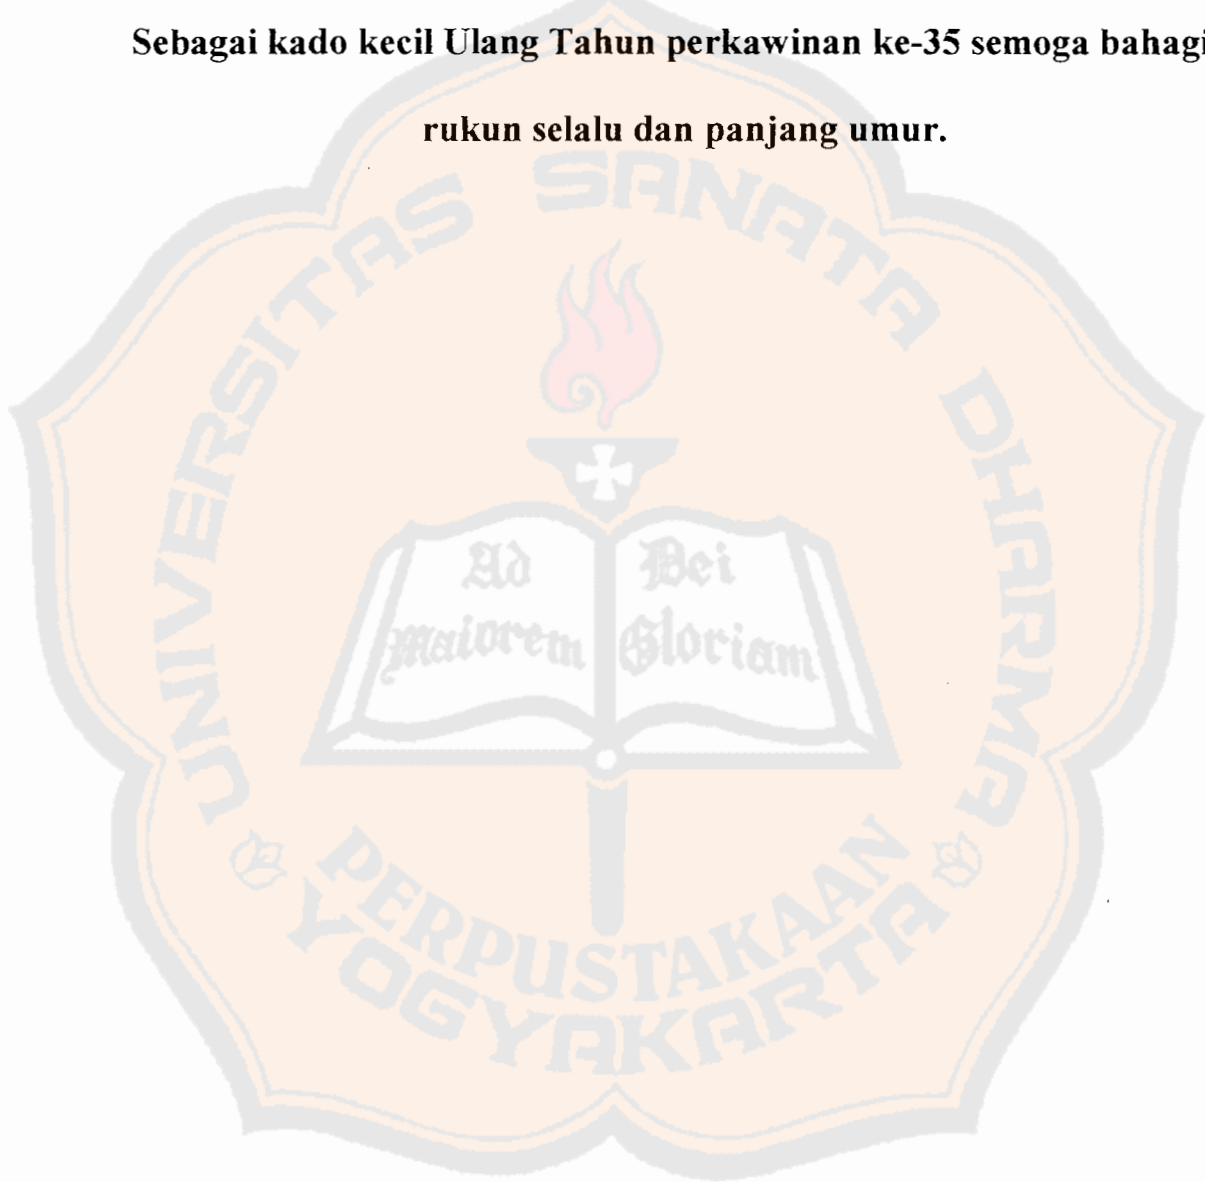 Sebagai kado kecil Ulang Tahun perkawinan ke-35 semoga bahagi
rukun selalu dan panjang umur.
UNIVERSITAS SANATA DHARMA
Ad
Dei
Maiorem
Gloriam
PERPUSTAKAAN
YOGYAKARTA